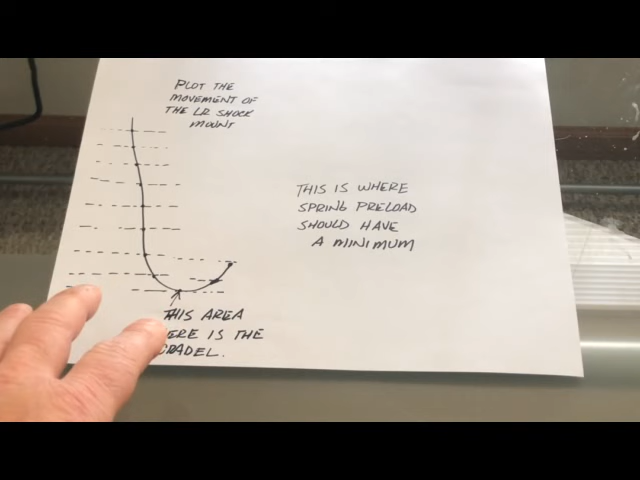 PLOT THE
MOVEMENT OF
THE LR SHOCK
MOUNT
THIS IS WHERE
SPRING PRELOAD
SHOULD HAVE
A MINIMUM
THIS AREA
ERE IS THE
CRADEL.